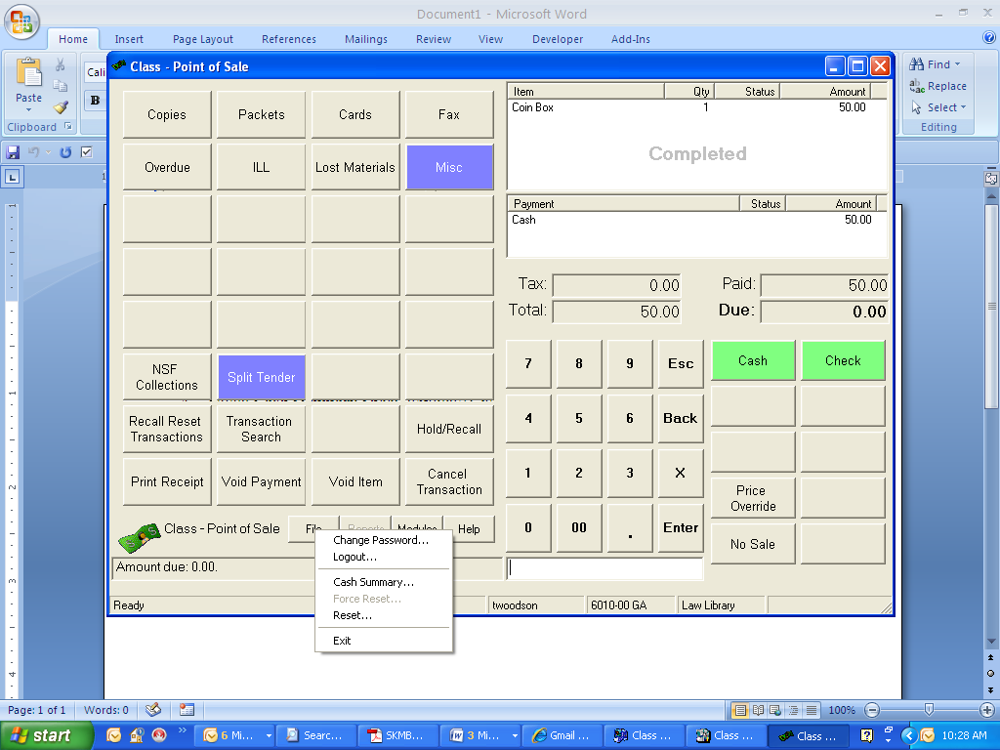 Document1 - Microsoft Word
Home Insert Page Layout References Mailings Review View Developer Add-Ins
Paste
Clipboard
Cali
B
Find
Replace
Select
Editing
Class - Point of Sale
Copies Packets Cards Fax
Overdue ILL Lost Materials Misc
NSF Collections Split Tender
Recall Reset Transactions Transaction Search Hold/Recall
Print Receipt Void Payment Void Item Cancel Transaction
Item Qty Status Amount
Coin Box 1 50.00
Completed
Payment Status Amount
Cash 50.00
Tax: 0.00 Paid: 50.00
Total: 50.00 Due: 0.00
7 8 9 Esc Cash Check
4 5 6 Back
1 2 3 X
Price Override
0 00 . Enter No Sale
Class - Point of Sale File Reports Modules Help
Change Password...
Logout...
Cash Summary...
Force Reset...
Reset...
Exit
Amount due: 0.00.
Ready twoodson 6010-00 GA Law Library
Page: 1 of 1 Words: 0 100%
start 6 Mi... Searc... SKMB... 3 Mi... Gmail ... Class ... Class ... Class ... 10:28 AM